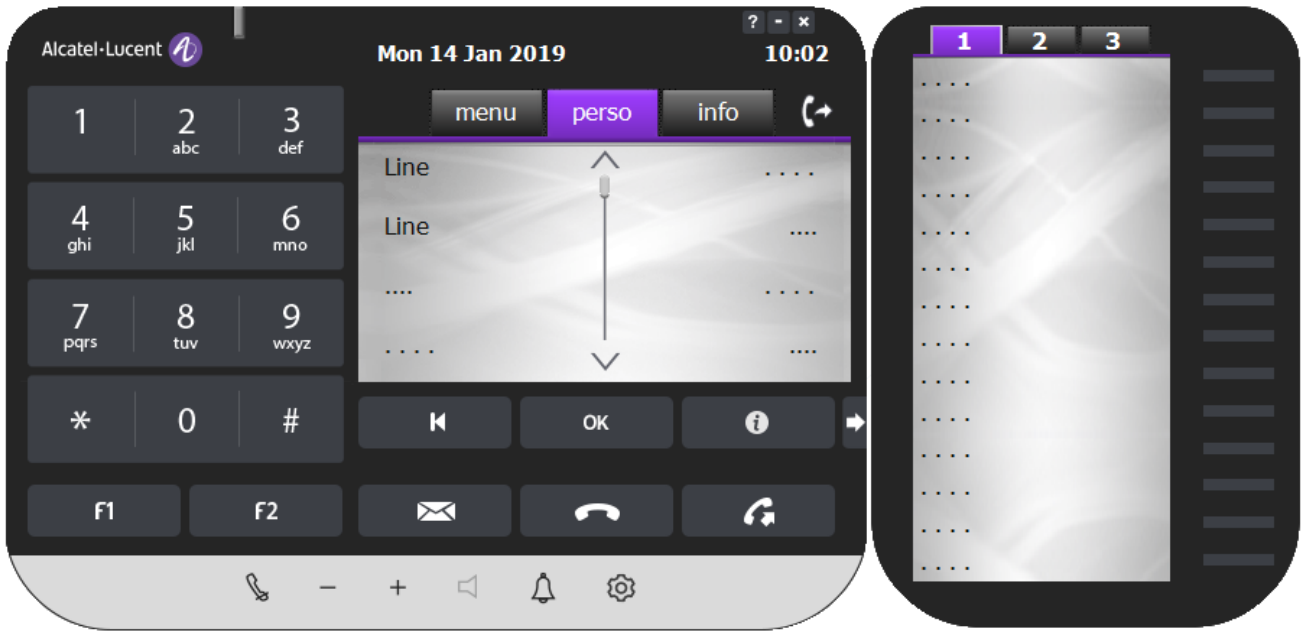 ? - ×
Alcatel·Lucent
Mon 14 Jan 2019 10:02
1 2 3
menu perso info
1
2 abc
3 def
Line . . . .
Line ....
.... . . . .
. . . . ....
4 ghi
5 jkl
6 mno
7 pqrs
8 tuv
9 wxyz
* 0 #
OK
i
F1 F2
- +
. . . .
. . . .
. . . .
. . . .
. . . .
. . . .
. . . .
. . . .
. . . .
. . . .
. . . .
. . . .
. . . .
. . . .